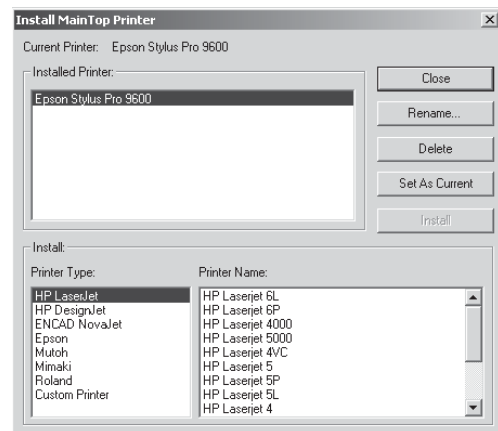 Install MainTop Printer
Current Printer: Epson Stylus Pro 9600
Installed Printer:
Epson Stylus Pro 9600
Close
Rename...
Delete
Set As Current
Install
Install:
Printer Type:
HP LaserJet
HP DesignJet
ENCAD NovaJet
Epson
Mutoh
Mimaki
Roland
Custom Printer
Printer Name:
HP Laserjet 6L
HP Laserjet 6P
HP Laserjet 4000
HP Laserjet 5000
HP Laserjet 4VC
HP Laserjet 5
HP Laserjet 5P
HP Laserjet 5L
HP Laserjet 4